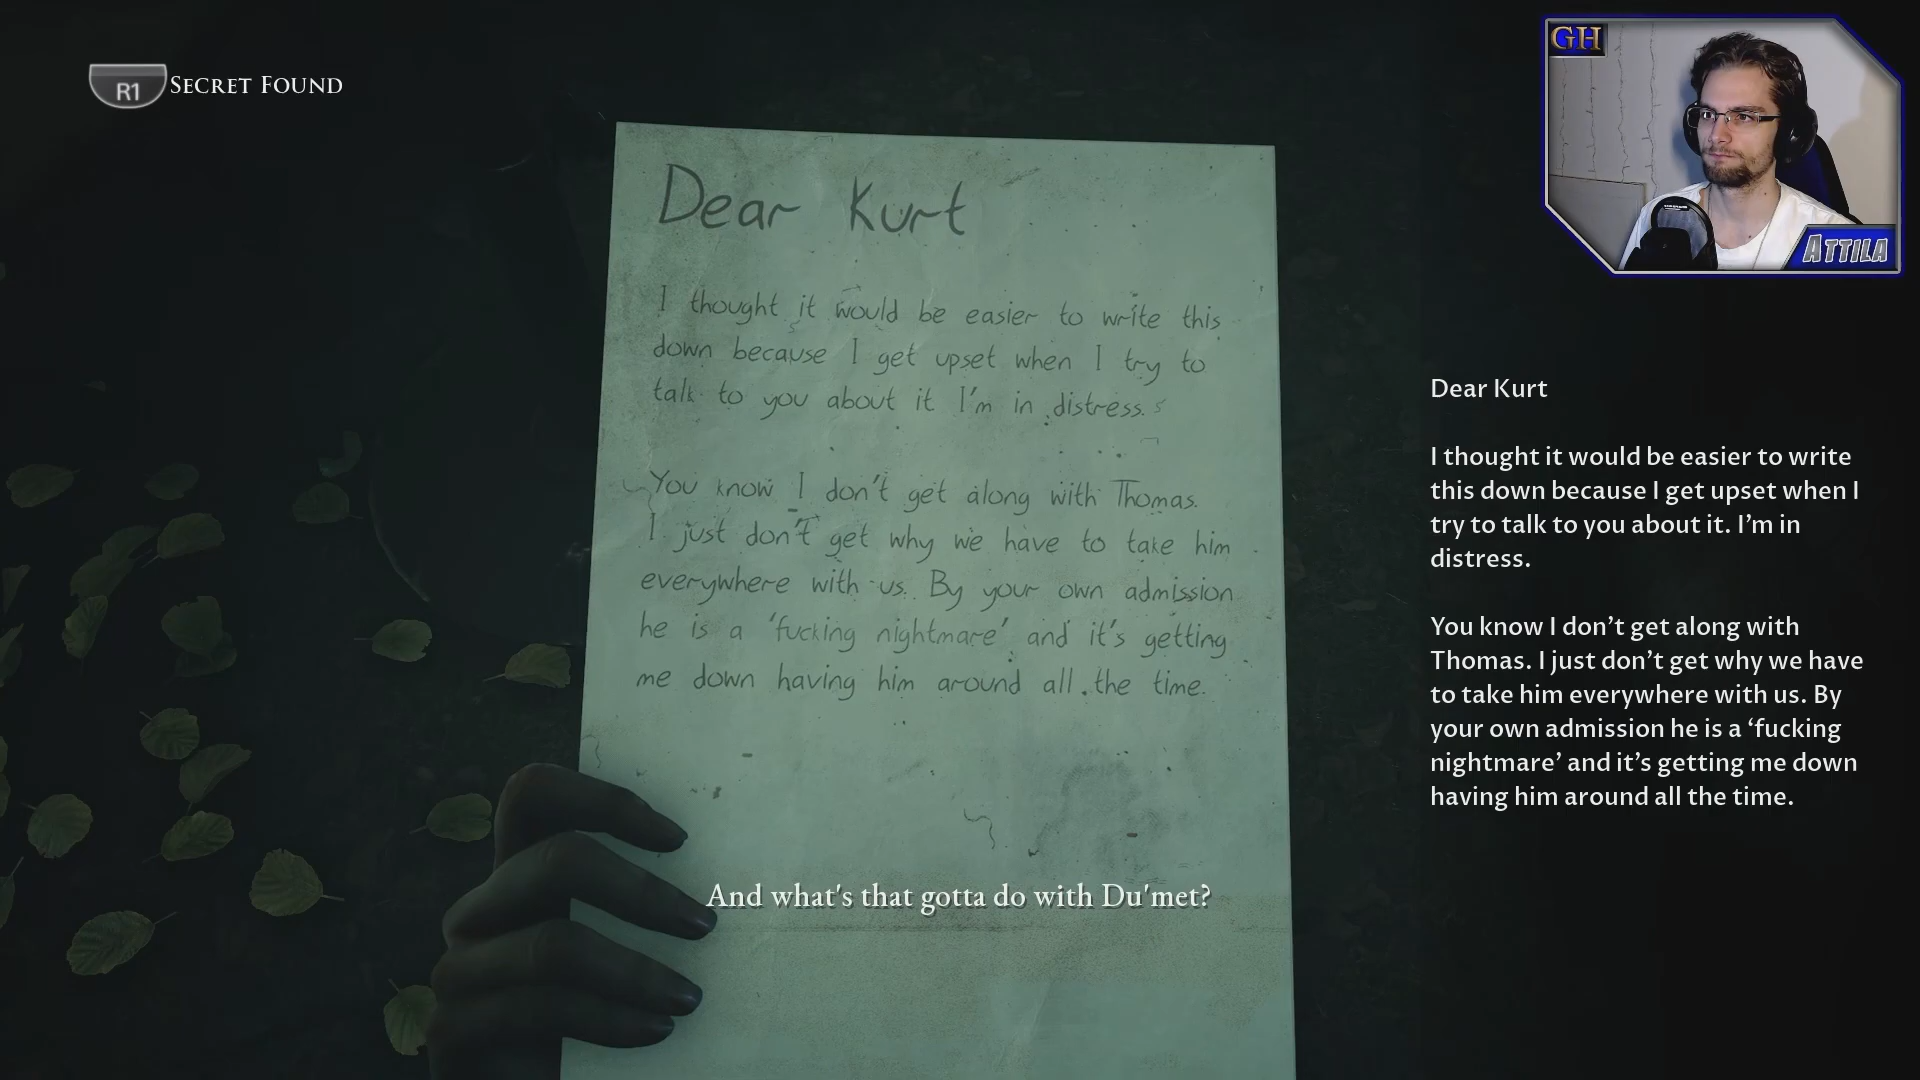 R1 SECRET FOUND
GH
ATTILA
Dear Kurt
I thought it would be easier to write this
down because I get upset when I try to
talk to you about it I'm in distress.
You know I don't get along with Thomas.
I just don't get why we have to take him
everywhere with us. By your own admission
he is a 'fucking nightmare' and it's getting
me down having him around all the time.
And what's that gotta do with Du'met?
Dear Kurt
I thought it would be easier to write
this down because I get upset when I
try to talk to you about it. I'm in
distress.
You know I don't get along with
Thomas. I just don't get why we have
to take him everywhere with us. By
your own admission he is a ‘fucking
nightmare’ and it’s getting me down
having him around all the time.